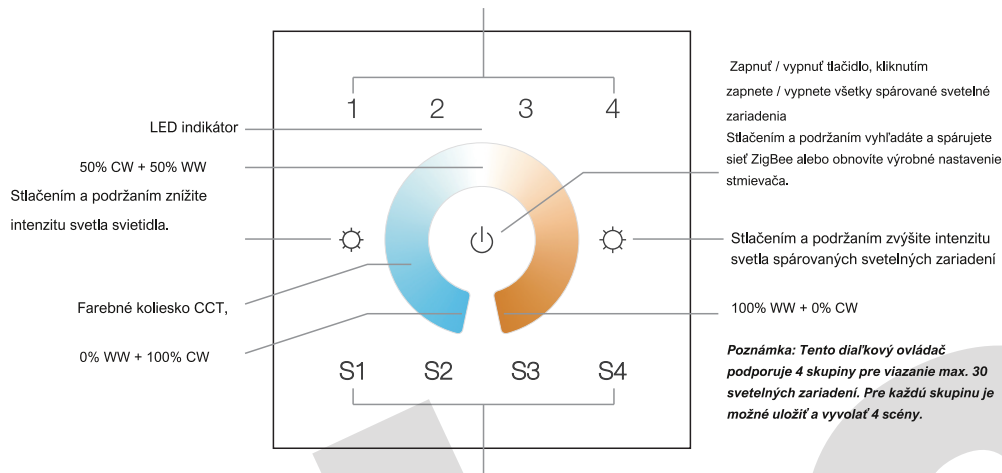 1 2 3 4
LED indikátor
50% CW + 50% WW
Stlačením a podržaním znížite
intenzitu svetla svietidla.
Farebné koliesko CCT,
0% WW + 100% CW
S1 S2 S3 S4
Zapnuť / vypnuť tlačidlo, kliknutím
zapnete / vypnete všetky spárované svetelné
zariadenia
Stlačením a podržaním vyhľadáte a spárujete
sieť ZigBee alebo obnovíte výrobné nastavenie
stmievača.
Stlačením a podržaním zvýšite intenzitu
svetla spárovaných svetelných zariadení
100% WW + 0% CW
Poznámka: Tento diaľkový ovládač
podporuje 4 skupiny pre viazanie max. 30
svetelných zariadení. Pre každú skupinu je
možné uložiť a vyvolať 4 scény.